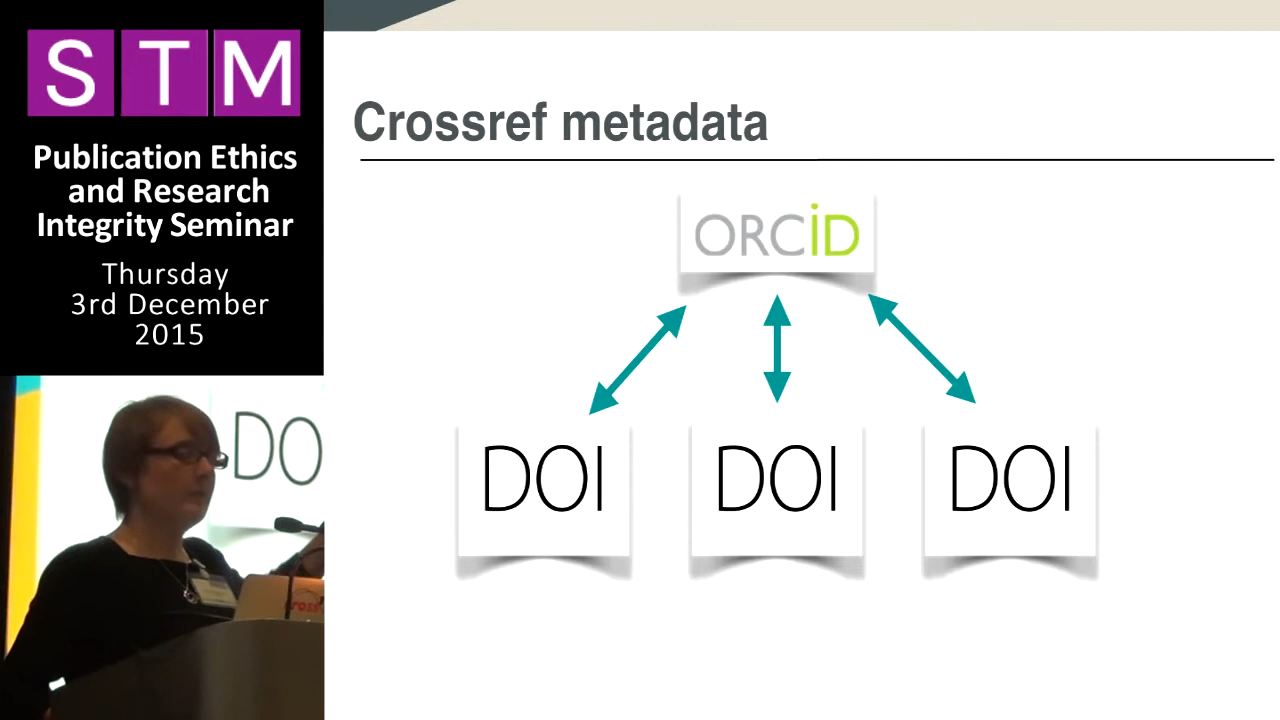 STM
Publication Ethics
and Research
Integrity Seminar
Thursday
3rd December
2015
Crossref metadata
ORCiD
DOI DOI DOI
DO